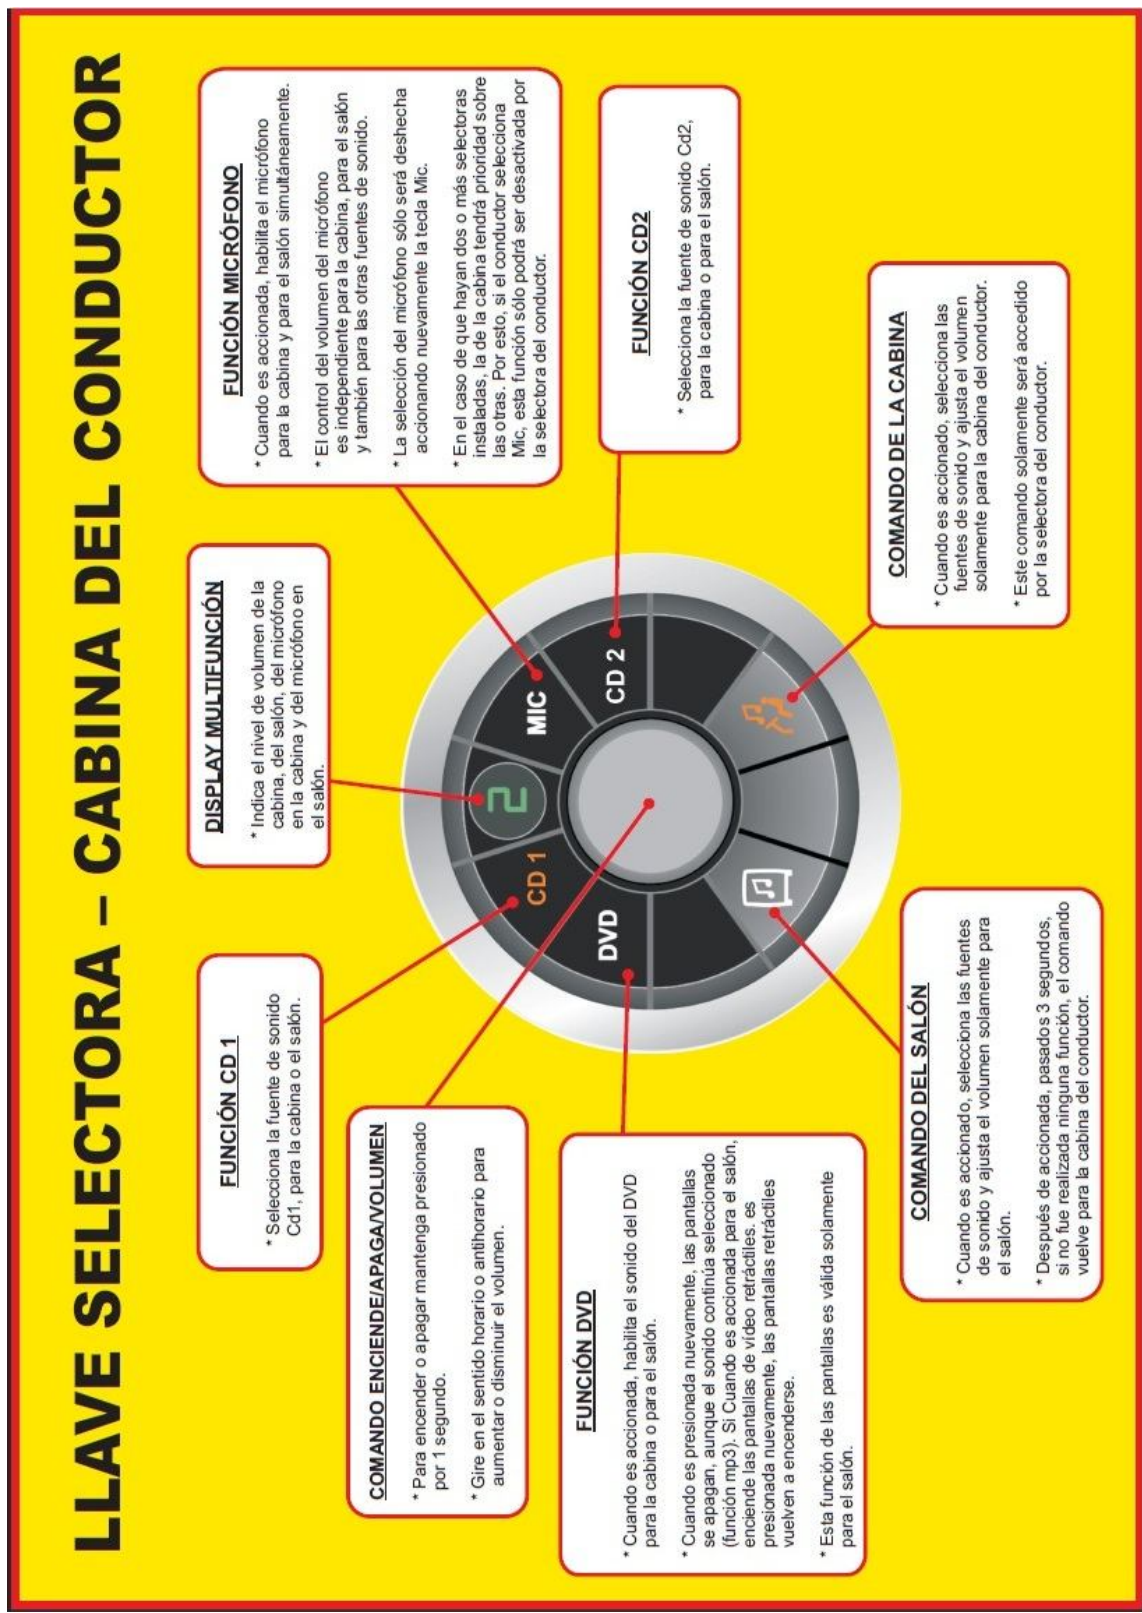 LLAVE SELECTORA – CABINA DEL CONDUCTOR
FUNCIÓN CD 1
* Selecciona la fuente de sonido
Cd1, para la cabina o el salón.
DISPLAY MULTIFUNCIÓN
* Indica el nivel de volumen de la
cabina, del salón, del micrófono
en la cabina y del micrófono en
el salón.
FUNCIÓN MICRÓFONO
* Cuando es accionada, habilita el micrófono
para la cabina y para el salón simultáneamente.
* El control del volumen del micrófono
es independiente para la cabina, para el salón
y también para las otras fuentes de sonido.
* La selección del micrófono sólo será deshecha
accionando nuevamente la tecla Mic.
* En el caso de que hayan dos o más selectoras
instaladas, la de la cabina tendrá prioridad sobre
las otras. Por esto, si el conductor selecciona
Mic, esta función sólo podrá ser desactivada por
la selectora del conductor.
COMANDO ENCIENDE/APAGA/VOLUMEN
* Para encender o apagar mantenga presionado
por 1 segundo.
* Gire en el sentido horario o antihorario para
aumentar o disminuir el volumen.
CD 1
2
MIC
DVD
CD 2
FUNCIÓN CD2
* Selecciona la fuente de sonido Cd2,
para la cabina o para el salón.
FUNCIÓN DVD
* Cuando es accionada, habilita el sonido del DVD
para la cabina o para el salón.
* Cuando es presionada nuevamente, las pantallas
se apagan, aunque el sonido continúa seleccionado
(función mp3). Si Cuando es accionada para el salón,
enciende las pantallas de vídeo retráctiles. es
presionada nuevamente, las pantallas retráctiles
vuelven a encenderse.
* Esta función de las pantallas es válida solamente
para el salón.
COMANDO DEL SALÓN
* Cuando es accionado, selecciona las fuentes
de sonido y ajusta el volumen solamente para
el salón.
* Después de accionada, pasados 3 segundos,
si no fue realizada ninguna función, el comando
vuelve para la cabina del conductor.
COMANDO DE LA CABINA
* Cuando es accionado, selecciona las
fuentes de sonido y ajusta el volumen
solamente para la cabina del conductor.
* Este comando solamente será accedido
por la selectora del conductor.